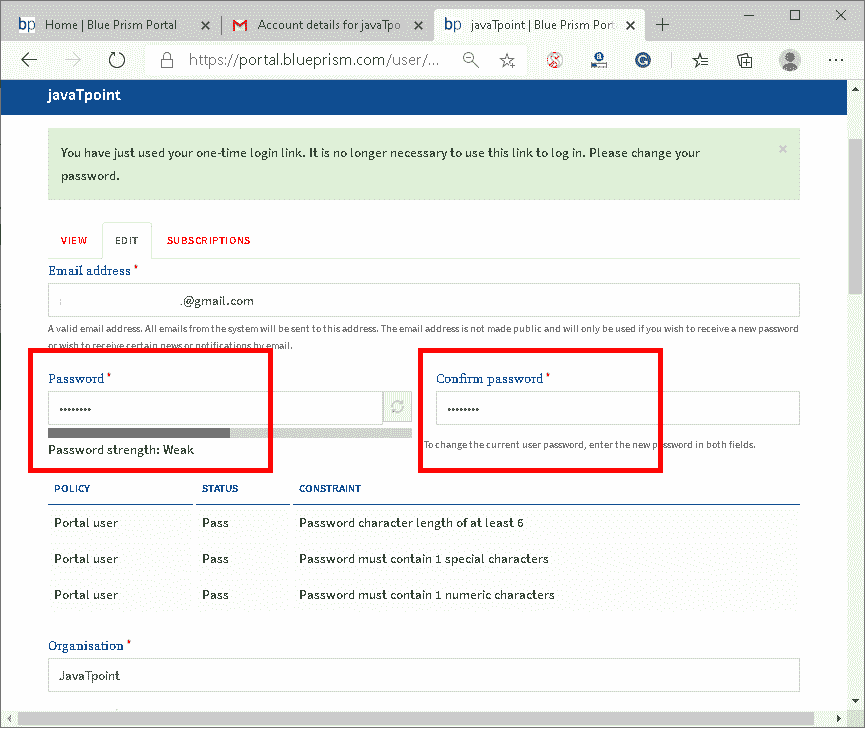 bp Home | Blue Prism Portal
Account details for javaTpo
bp javaTpoint | Blue Prism Port
https://portal.blueprism.com/user/...
javaTpoint
You have just used your one-time login link. It is no longer necessary to use this link to log in. Please change your
password.
VIEW EDIT SUBSCRIPTIONS
Email address *
.@gmail.com
A valid email address. All emails from the system will be sent to this address. The email address is not made public and will only be used if you wish to receive a new password
or wish to receive certain news or notifications by email.
Password * Confirm password *
•••••••• ••••••••
To change the current user password, enter the new password in both fields.
Password strength: Weak
POLICY STATUS CONSTRAINT
Portal user Pass Password character length of at least 6
Portal user Pass Password must contain 1 special characters
Portal user Pass Password must contain 1 numeric characters
Organisation *
JavaTpoint